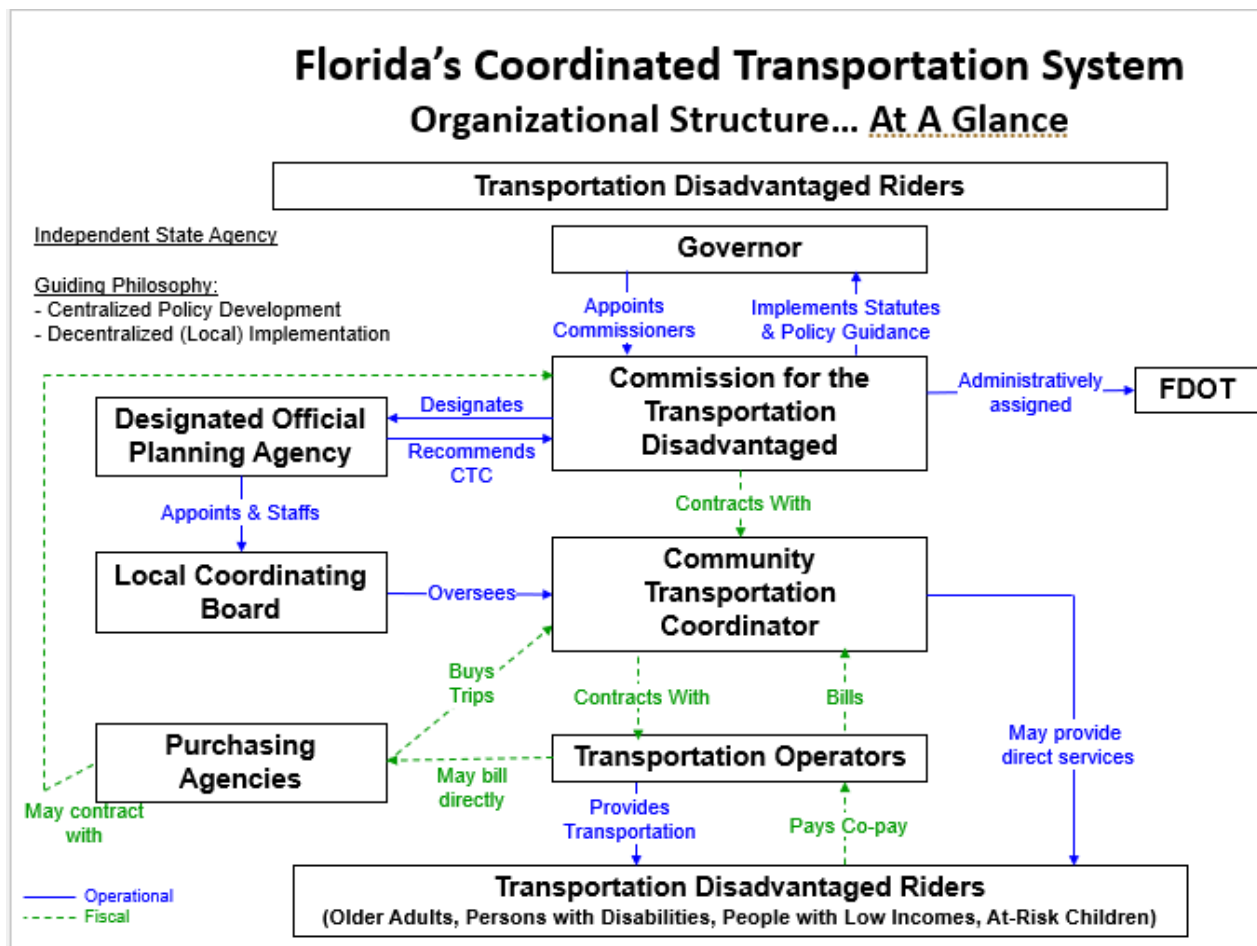 Florida's Coordinated Transportation System
Organizational Structure... At A Glance
Transportation Disadvantaged Riders
Independent State Agency
Guiding Philosophy:
- Centralized Policy Development
- Decentralized (Local) Implementation
Governor
Appoints
Commissioners
Implements Statutes
& Policy Guidance
Commission for the
Transportation
Disadvantaged
Administratively
assigned
FDOT
Designated Official
Planning Agency
Designates
Recommends
CTC
Appoints & Staffs
Contracts With
Local Coordinating
Board
Oversees
Community
Transportation
Coordinator
Buys
Trips
Contracts With
Bills
May provide
direct services
Purchasing
Agencies
May bill
directly
Transportation Operators
May contract
with
Provides
Transportation
Pays Co-pay
Transportation Disadvantaged Riders
(Older Adults, Persons with Disabilities, People with Low Incomes, At-Risk Children)
Operational
Fiscal